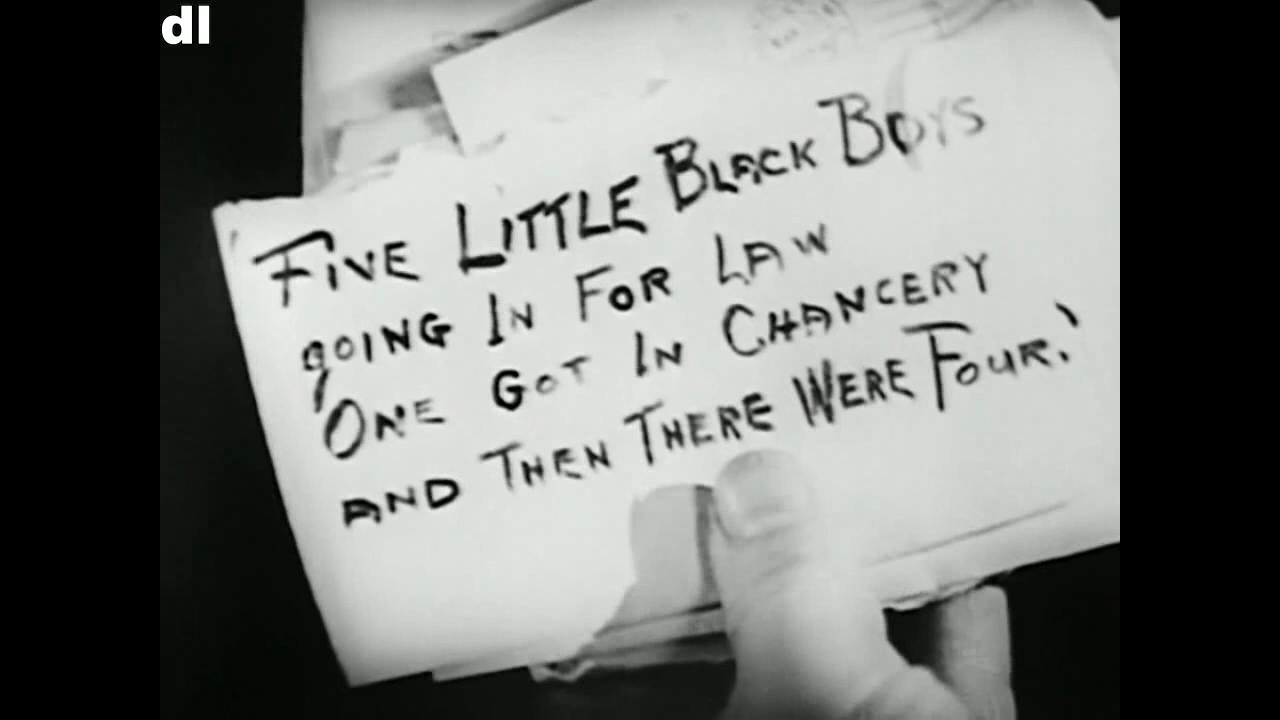 dl
Five Little Black Boys
going In For Law
One Got In Chancery
and Then There Were Four.'